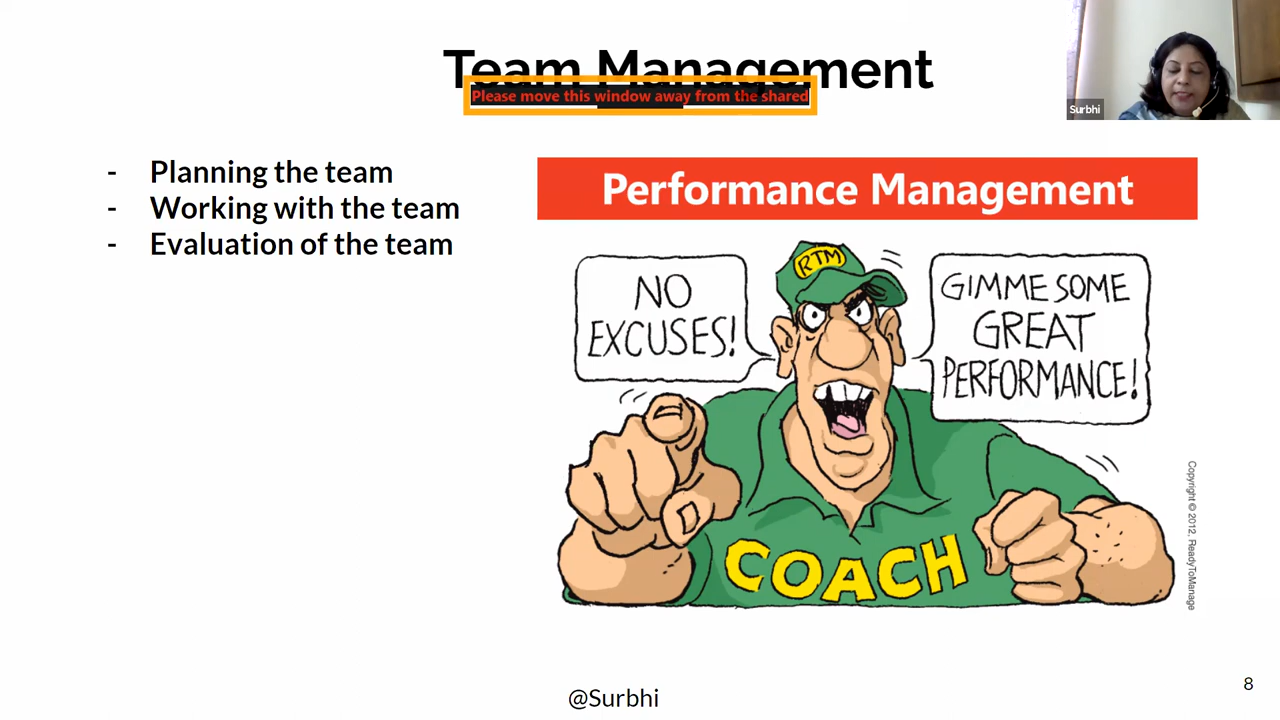 Team Management
Please move this window away from the shared
Surbhi
- Planning the team
- Working with the team
- Evaluation of the team
Performance Management
RTM
NO
EXCUSES!
GIMME SOME
GREAT
PERFORMANCE!
COACH
Copyright © 2012, ReadyToManage
@Surbhi
8